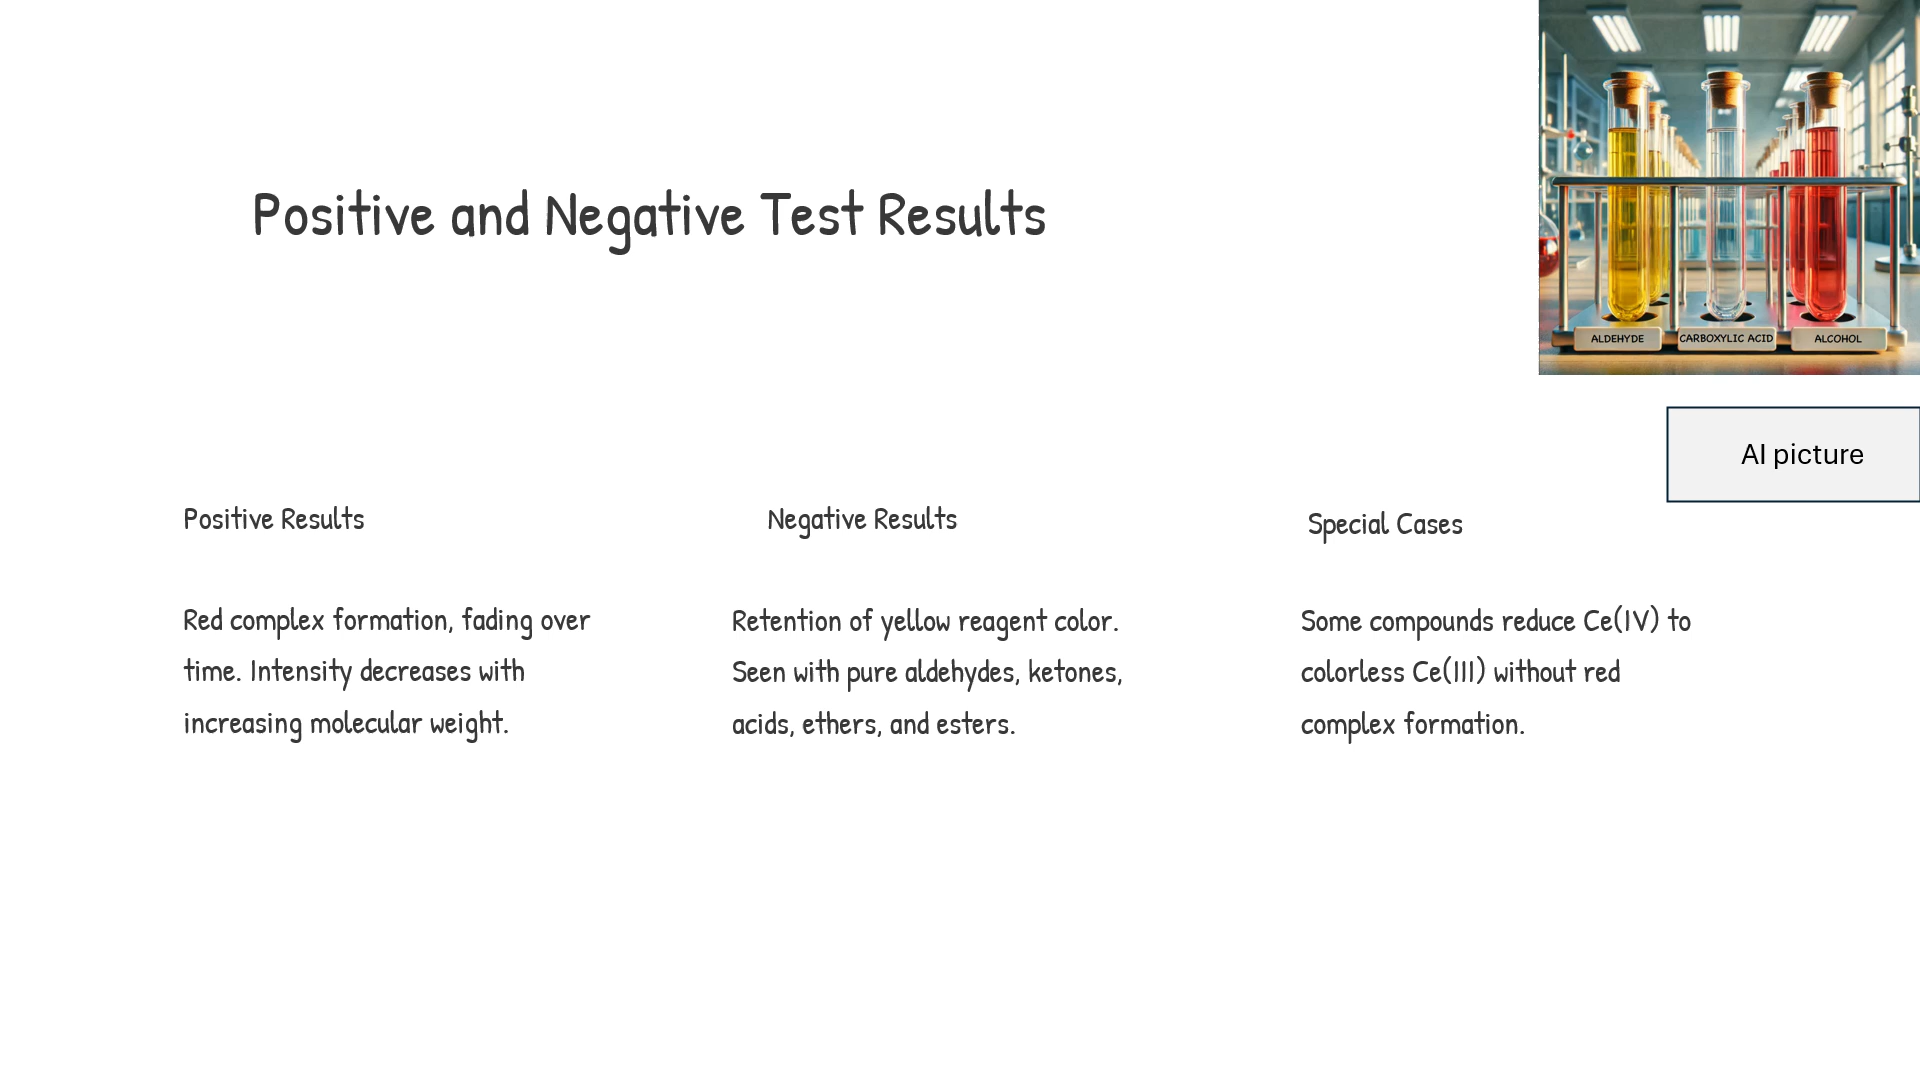 Positive and Negative Test Results
ALDEHYDE
CARBOXYLIC ACID
ALCOHOL
AI picture
Positive Results
Red complex formation, fading over
time. Intensity decreases with
increasing molecular weight.
Negative Results
Retention of yellow reagent color.
Seen with pure aldehydes, ketones,
acids, ethers, and esters.
Special Cases
Some compounds reduce Ce(IV) to
colorless Ce(III) without red
complex formation.